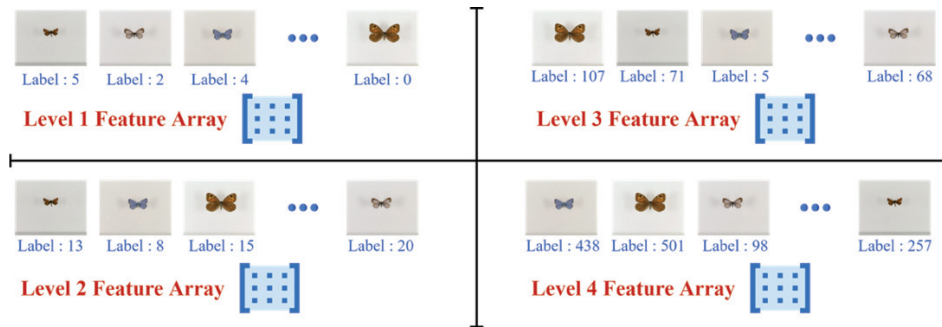 Label : 5 Label : 2 Label : 4 Label : 0
Level 1 Feature Array
Label : 107 Label : 71 Label : 5 Label : 68
Level 3 Feature Array
Label : 13 Label : 8 Label : 15 Label : 20
Level 2 Feature Array
Label : 438 Label : 501 Label : 98 Label : 257
Level 4 Feature Array